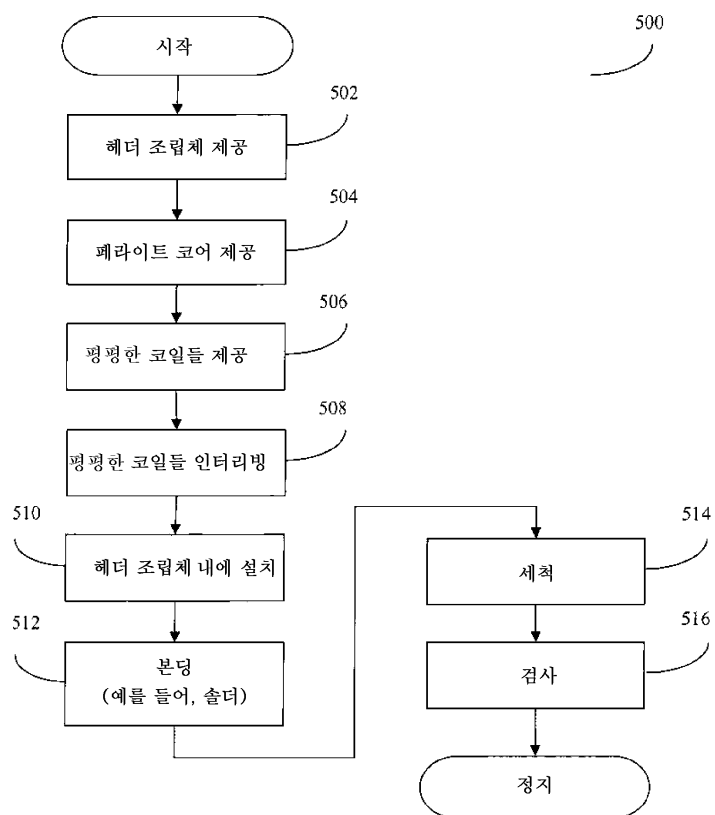 시작
500
502
헤더 조립체 제공
504
페라이트 코어 제공
506
평평한 코일들 제공
508
평평한 코일들 인터리빙
510
헤더 조립체 내에 설치
512
본딩
(예를 들어, 솔더)
514
세척
516
검사
정지